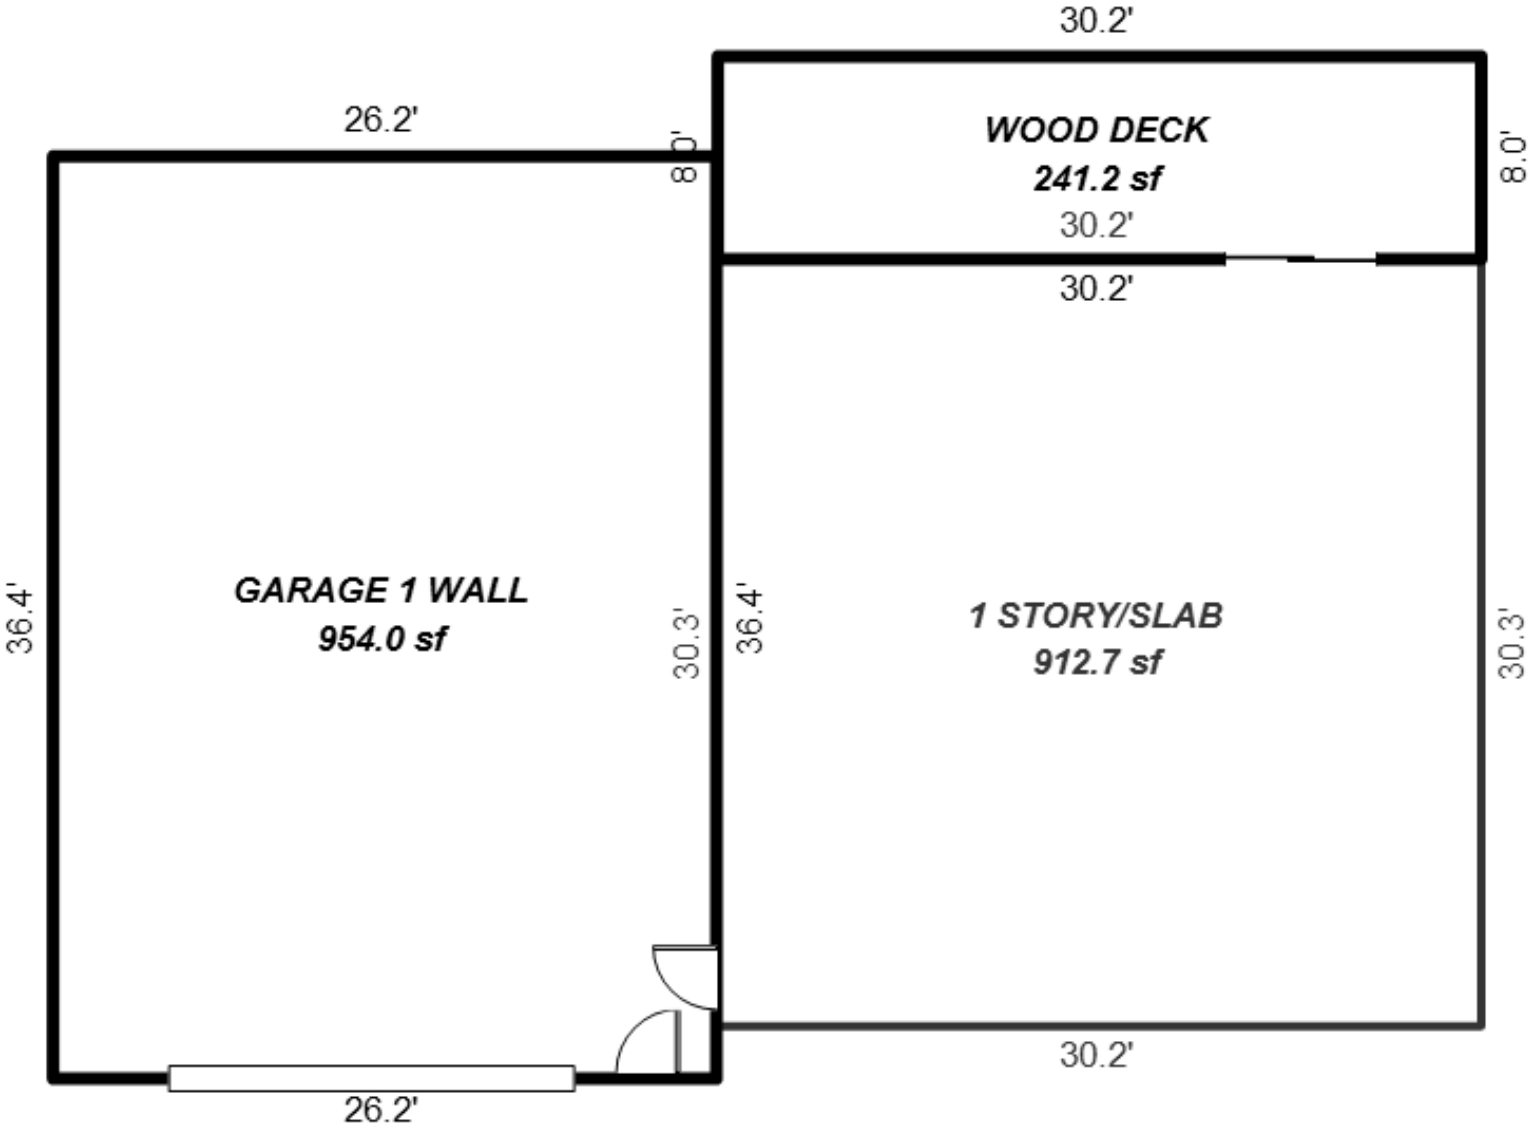 30.2'
26.2'
8.0'
WOOD DECK
241.2 sf
30.2'
8.0'
30.2'
36.4'
GARAGE 1 WALL
954.0 sf
30.3'
36.4'
1 STORY/SLAB
912.7 sf
30.3'
30.2'
26.2'